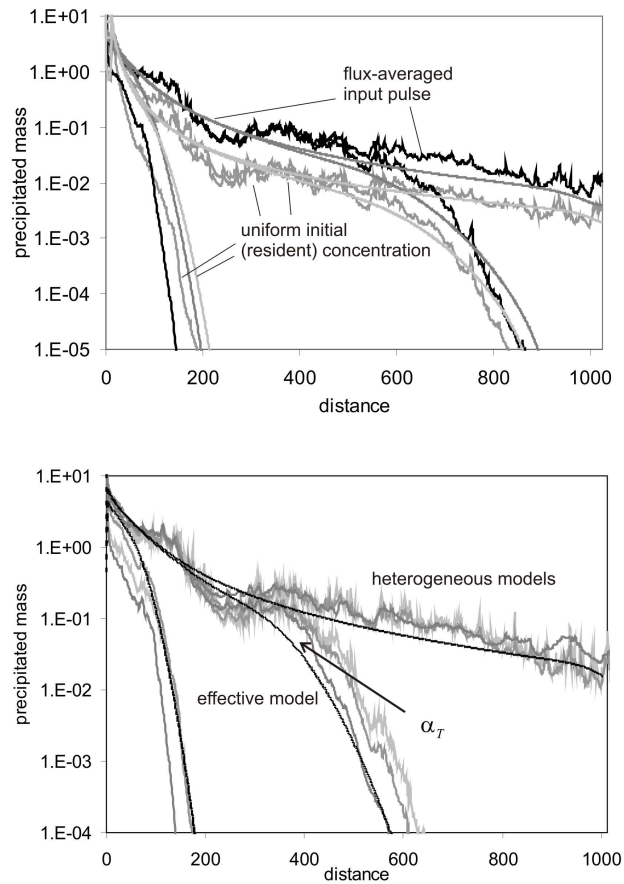 1.E+01
1.E+00
1.E-01
1.E-02
1.E-03
1.E-04
1.E-05
precipitated mass
flux-averaged
input pulse
uniform initial
(resident) concentration
0 200 400 600 800 1000
distance
1.E+01
1.E+00
1.E-01
1.E-02
1.E-03
1.E-04
precipitated mass
heterogeneous models
effective model
α_T
0 200 400 600 800 1000
distance